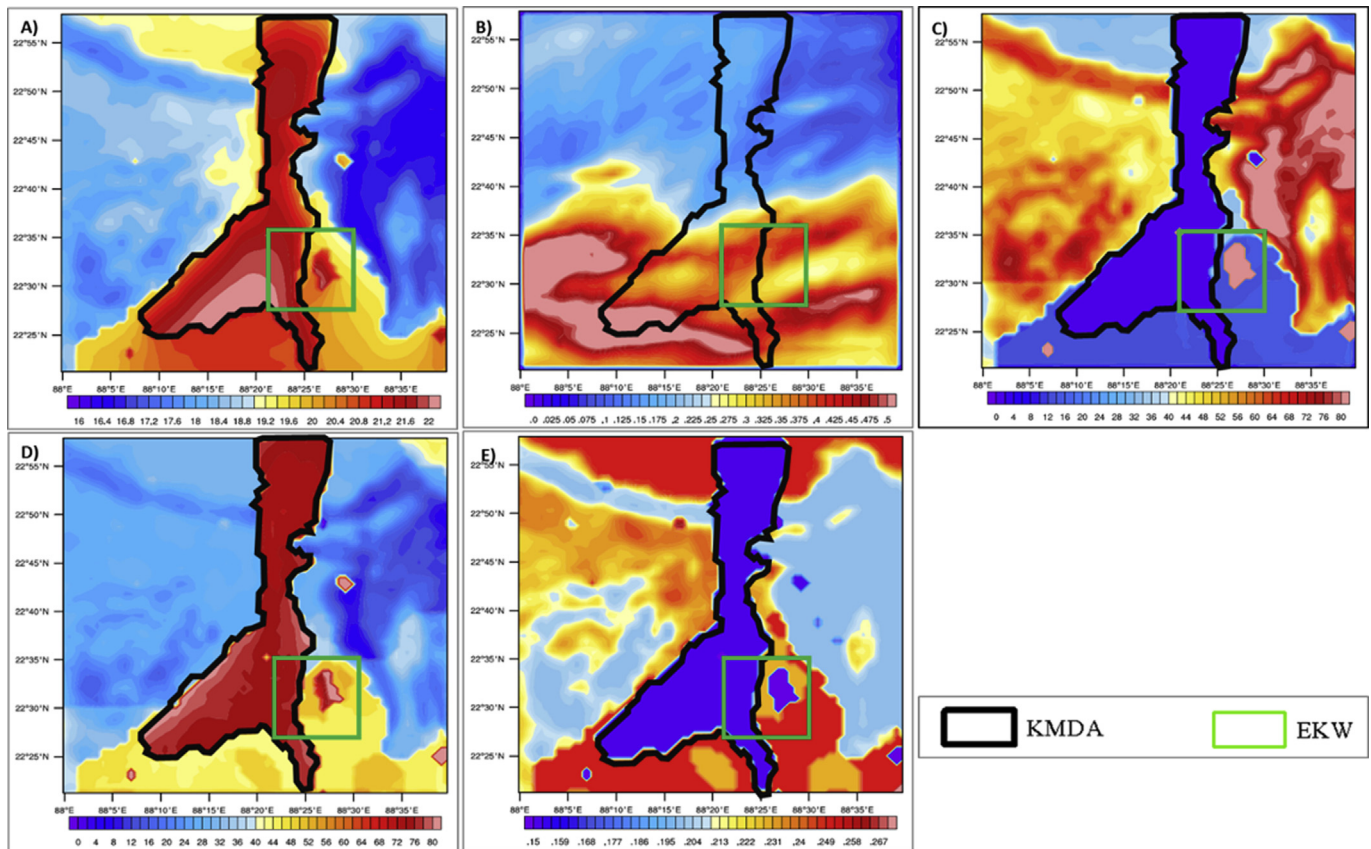 A)
22°55'N
22°50'N
22°45'N
22°40'N
22°35'N
22°30'N
22°25'N
88°E 88°5'E 88°10'E 88°20'E 88°25'E 88°30'E 88°35'E
16 16.4 16.8 17.2 17.6 18 18.4 18.8 19.2 19.6 20 20.4 20.8 21.2 21.6 22
B)
22°55'N
22°50'N
22°45'N
22°40'N
22°35'N
22°30'N
22°25'N
88°E 88°5'E 88°10'E 88°20'E 88°25'E 88°30'E 88°35'E
.0 .025 .05 .075 .1 .125 .15 .175 .2 .225 .25 .275 .3 .325 .35 .375 .4 .425 .45 .475 .5
C)
22°55'N
22°50'N
22°45'N
22°40'N
22°35'N
22°30'N
22°25'N
88°E 88°5'E 88°10'E 88°20'E 88°25'E 88°30'E 88°35'E
0 4 8 12 16 20 24 28 32 36 40 44 48 52 56 60 64 68 72 76 80
D)
22°55'N
22°50'N
22°45'N
22°40'N
22°35'N
22°30'N
22°25'N
88°E 88°5'E 88°10'E 88°20'E 88°25'E 88°30'E 88°35'E
0 4 8 12 16 20 24 28 32 36 40 44 48 52 56 60 64 68 72 76 80
E)
22°55'N
22°50'N
22°45'N
22°40'N
22°35'N
22°30'N
22°25'N
88°E 88°5'E 88°10'E 88°20'E 88°25'E 88°30'E 88°35'E
.15 .159 .168 .177 .186 .195 .204 .213 .222 .231 .24 .249 .258 .267
KMDA
EKW